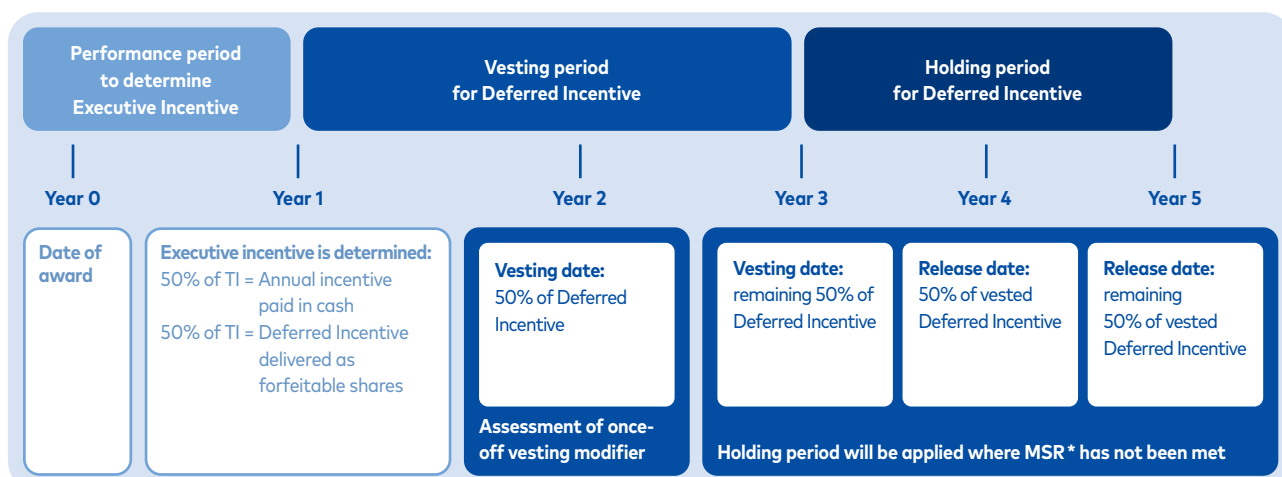 Performance period
to determine
Executive Incentive
Vesting period
for Deferred Incentive
Holding period
for Deferred Incentive
Year 0
Year 1
Year 2
Year 3
Year 4
Year 5
Date of
award
Executive incentive is determined:
50% of TI = Annual incentive
paid in cash
50% of TI = Deferred Incentive
delivered as
forfeitable shares
Vesting date:
50% of Deferred
Incentive
Assessment of once-
off vesting modifier
Vesting date:
remaining 50% of
Deferred Incentive
Release date:
50% of vested
Deferred Incentive
Release date:
remaining
50% of vested
Deferred Incentive
Holding period will be applied where MSR* has not been met